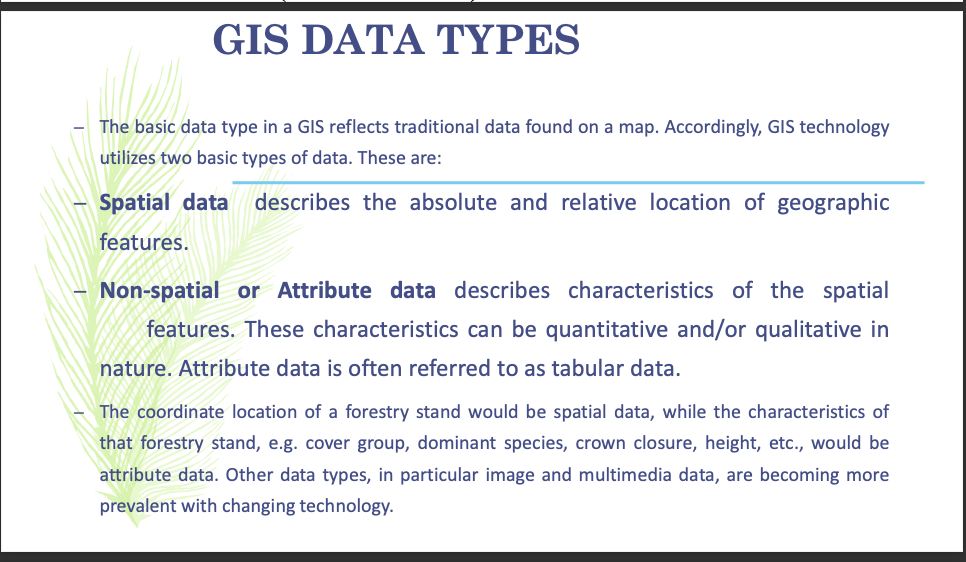 GIS DATA TYPES
– The basic data type in a GIS reflects traditional data found on a map. Accordingly, GIS technology
utilizes two basic types of data. These are:
– Spatial data describes the absolute and relative location of geographic
features.
– Non-spatial or Attribute data describes characteristics of the spatial
features. These characteristics can be quantitative and/or qualitative in
nature. Attribute data is often referred to as tabular data.
– The coordinate location of a forestry stand would be spatial data, while the characteristics of
that forestry stand, e.g. cover group, dominant species, crown closure, height, etc., would be
attribute data. Other data types, in particular image and multimedia data, are becoming more
prevalent with changing technology.